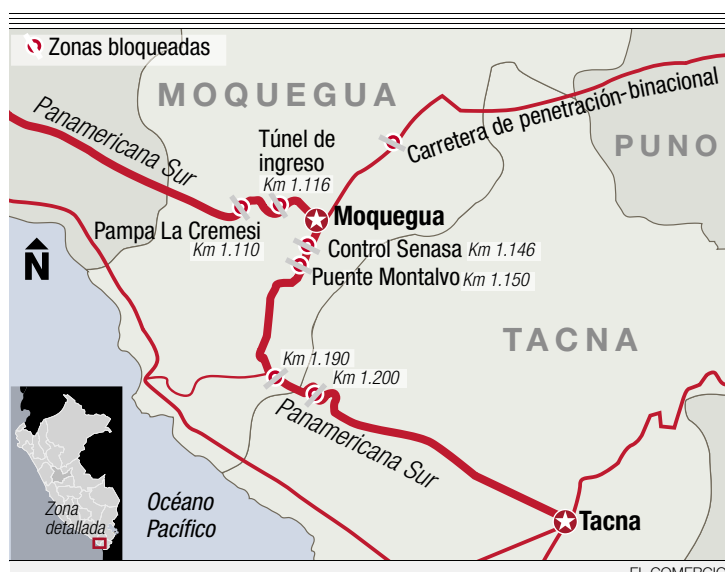 Zonas bloqueadas
MOQUEGUA
Carretera de penetración-binacional
PUNO
Panamericana Sur
Túnel de
ingreso
Km 1.116
Moquegua
Pampa La Cremesi
Km 1.110
Control Senasa Km 1.146
Puente Montalvo Km 1.150
N
TACNA
Km 1.190
Km 1.200
Panamericana Sur
Océano
Pacífico
Zona
detallada
Tacna
EL COMERCIO